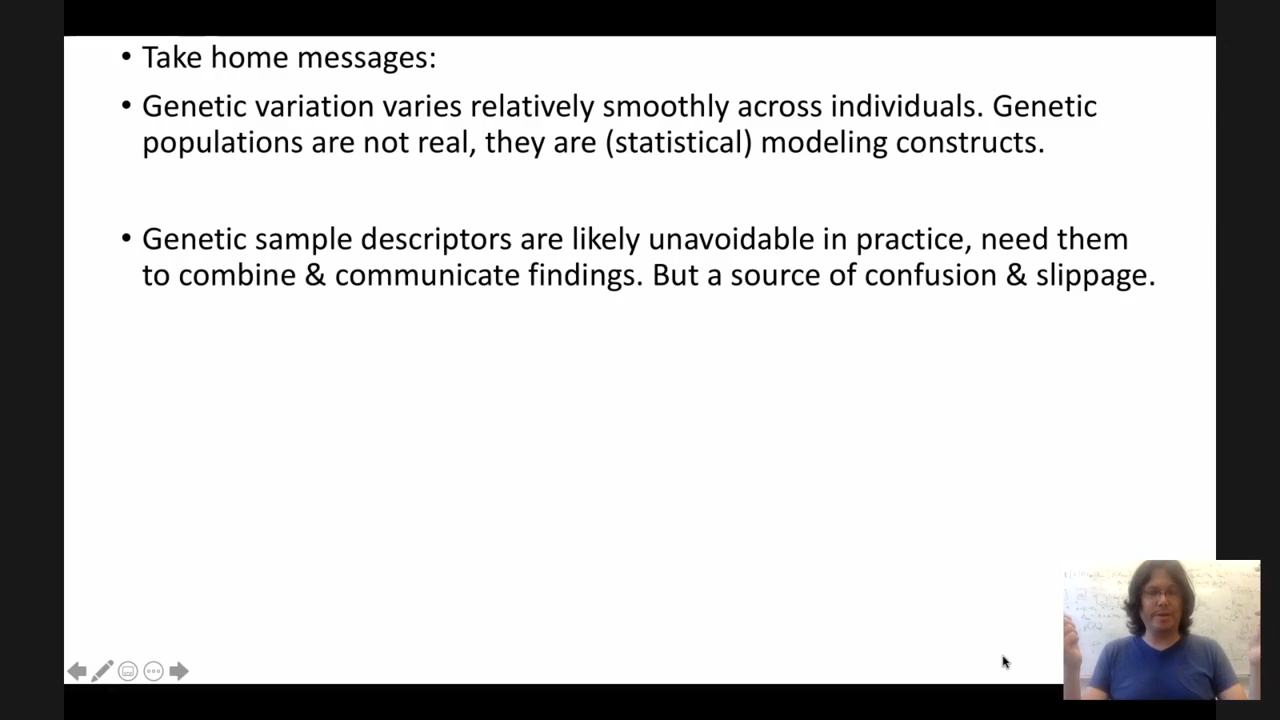 • Take home messages:
• Genetic variation varies relatively smoothly across individuals. Genetic
populations are not real, they are (statistical) modeling constructs.
• Genetic sample descriptors are likely unavoidable in practice, need them
to combine & communicate findings. But a source of confusion & slippage.